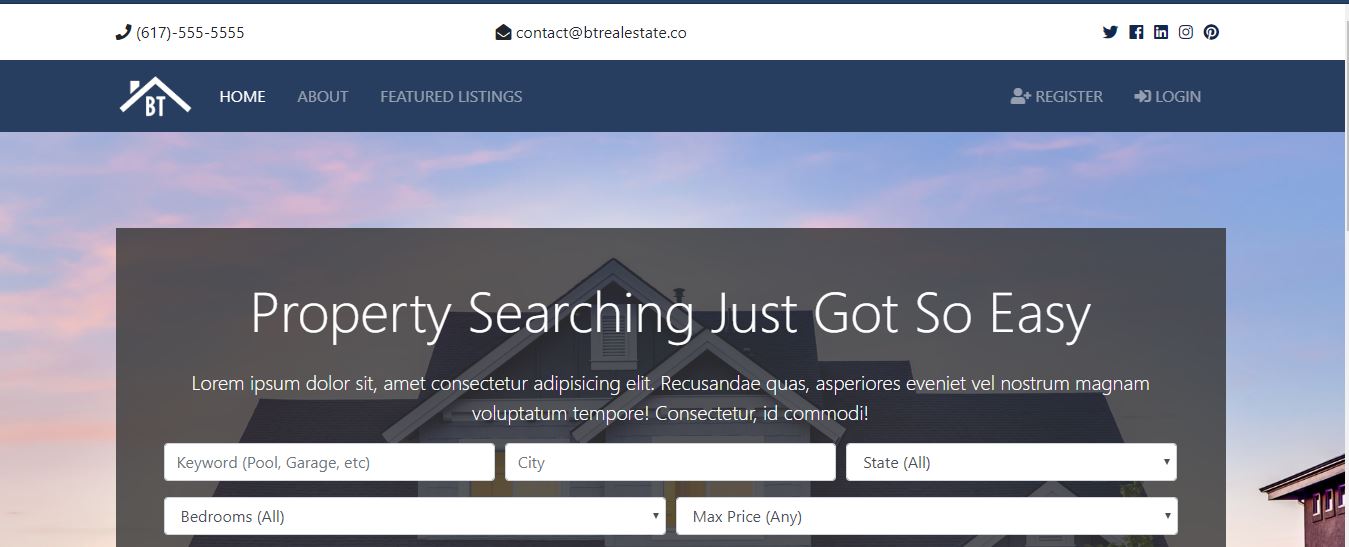 (617)-555-5555
contact@btrealestate.co
BT
HOME
ABOUT
FEATURED LISTINGS
REGISTER
LOGIN
Property Searching Just Got So Easy
Lorem ipsum dolor sit, amet consectetur adipisicing elit. Recusandae quas, asperiores eveniet vel nostrum magnam
voluptatum tempore! Consectetur, id commodi!
Keyword (Pool, Garage, etc)
City
State (All)
Bedrooms (All)
Max Price (Any)